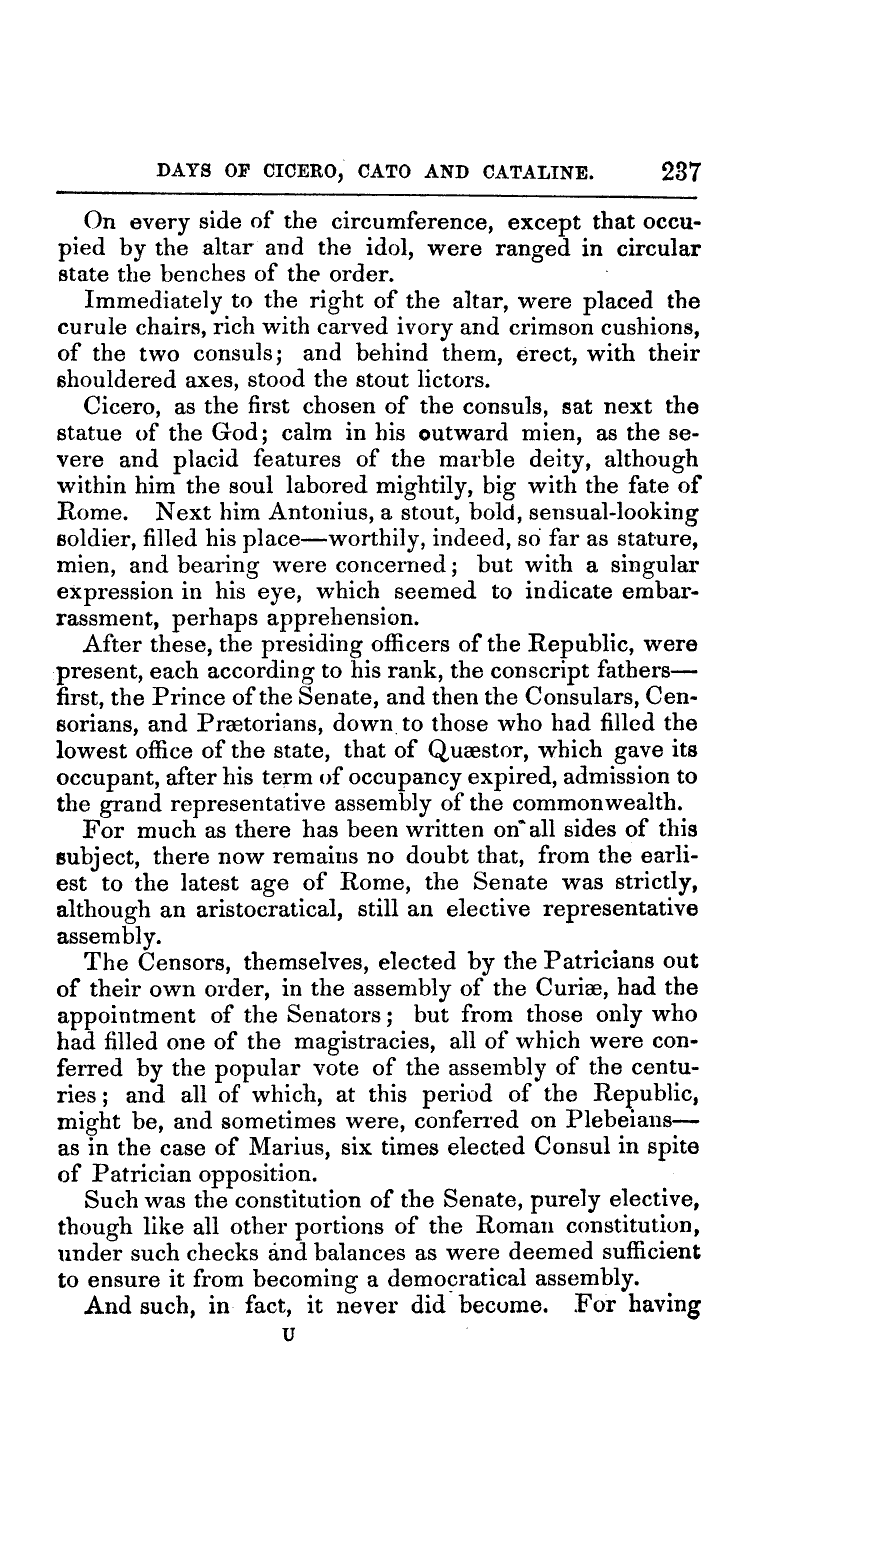 DAYS OF CICERO, CATO AND CATALINE. 237
On every side of the circumference, except that occu-
pied by the altar and the idol, were ranged in circular
state the benches of the order.
Immediately to the right of the altar, were placed the
curule chairs, rich with carved ivory and crimson cushions,
of the two consuls; and behind them, erect, with their
shouldered axes, stood the stout lictors.
Cicero, as the first chosen of the consuls, sat next the
statue of the God; calm in his outward mien, as the se-
vere and placid features of the marble deity, although
within him the soul labored mightily, big with the fate of
Rome. Next him Antonius, a stout, bold, sensual-looking
soldier, filled his place—worthily, indeed, so far as stature,
mien, and bearing were concerned; but with a singular
expression in his eye, which seemed to indicate embar-
rassment, perhaps apprehension.
After these, the presiding officers of the Republic, were
present, each according to his rank, the conscript fathers—
first, the Prince of the Senate, and then the Consulars, Cen-
sorians, and Prætorians, down to those who had filled the
lowest office of the state, that of Quæstor, which gave its
occupant, after his term of occupancy expired, admission to
the grand representative assembly of the commonwealth.
For much as there has been written on all sides of this
subject, there now remains no doubt that, from the earli-
est to the latest age of Rome, the Senate was strictly,
although an aristocratical, still an elective representative
assembly.
The Censors, themselves, elected by the Patricians out
of their own order, in the assembly of the Curiæ, had the
appointment of the Senators; but from those only who
had filled one of the magistracies, all of which were con-
ferred by the popular vote of the assembly of the centu-
ries; and all of which, at this period of the Republic,
might be, and sometimes were, conferred on Plebeians—
as in the case of Marius, six times elected Consul in spite
of Patrician opposition.
Such was the constitution of the Senate, purely elective,
though like all other portions of the Roman constitution,
under such checks and balances as were deemed sufficient
to ensure it from becoming a democratical assembly.
And such, in fact, it never did become. For having
U